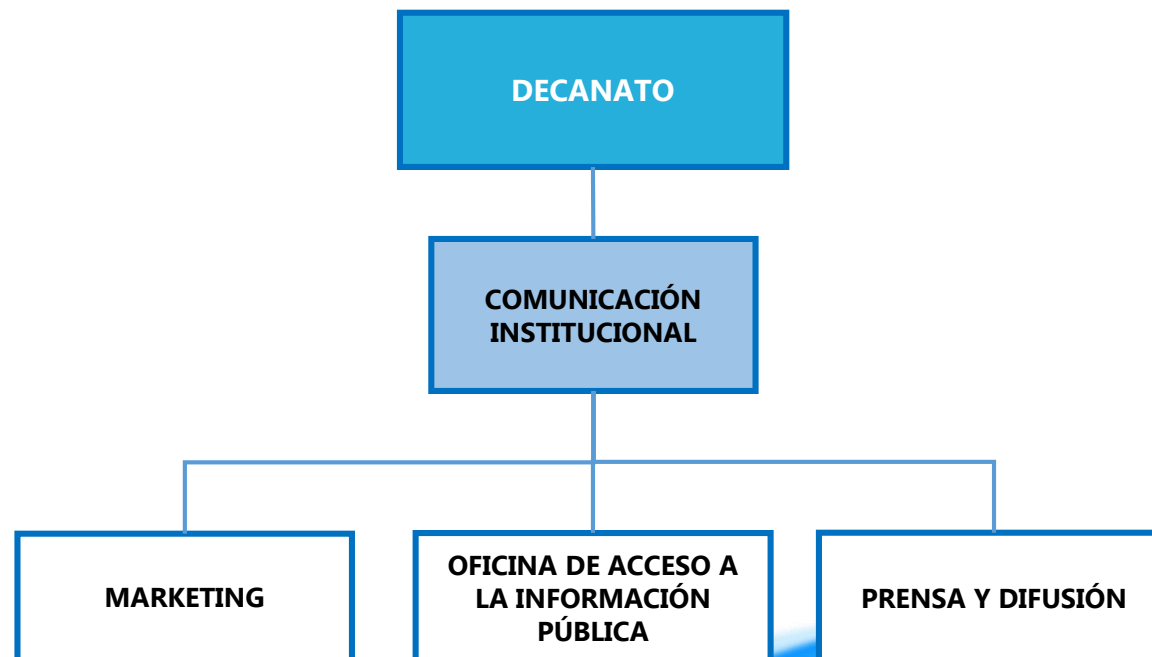 DECANATO
COMUNICACIÓN
INSTITUCIONAL
MARKETING
OFICINA DE ACCESO A
LA INFORMACIÓN
PÚBLICA
PRENSA Y DIFUSIÓN